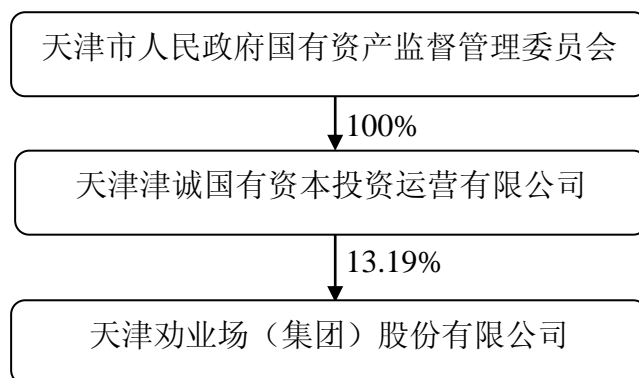 天津市人民政府国有资产监督管理委员会
100%
天津津诚国有资本投资运营有限公司
13.19%
天津劝业场（集团）股份有限公司